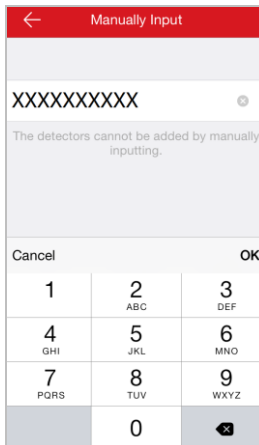 Manually Input
XXXXXXXXXX
The detectors cannot be added by manually
inputting.
Cancel OK
1 2 3
ABC DEF
4 5 6
GHI JKL MNO
7 8 9
PQRS TUV WXYZ
0